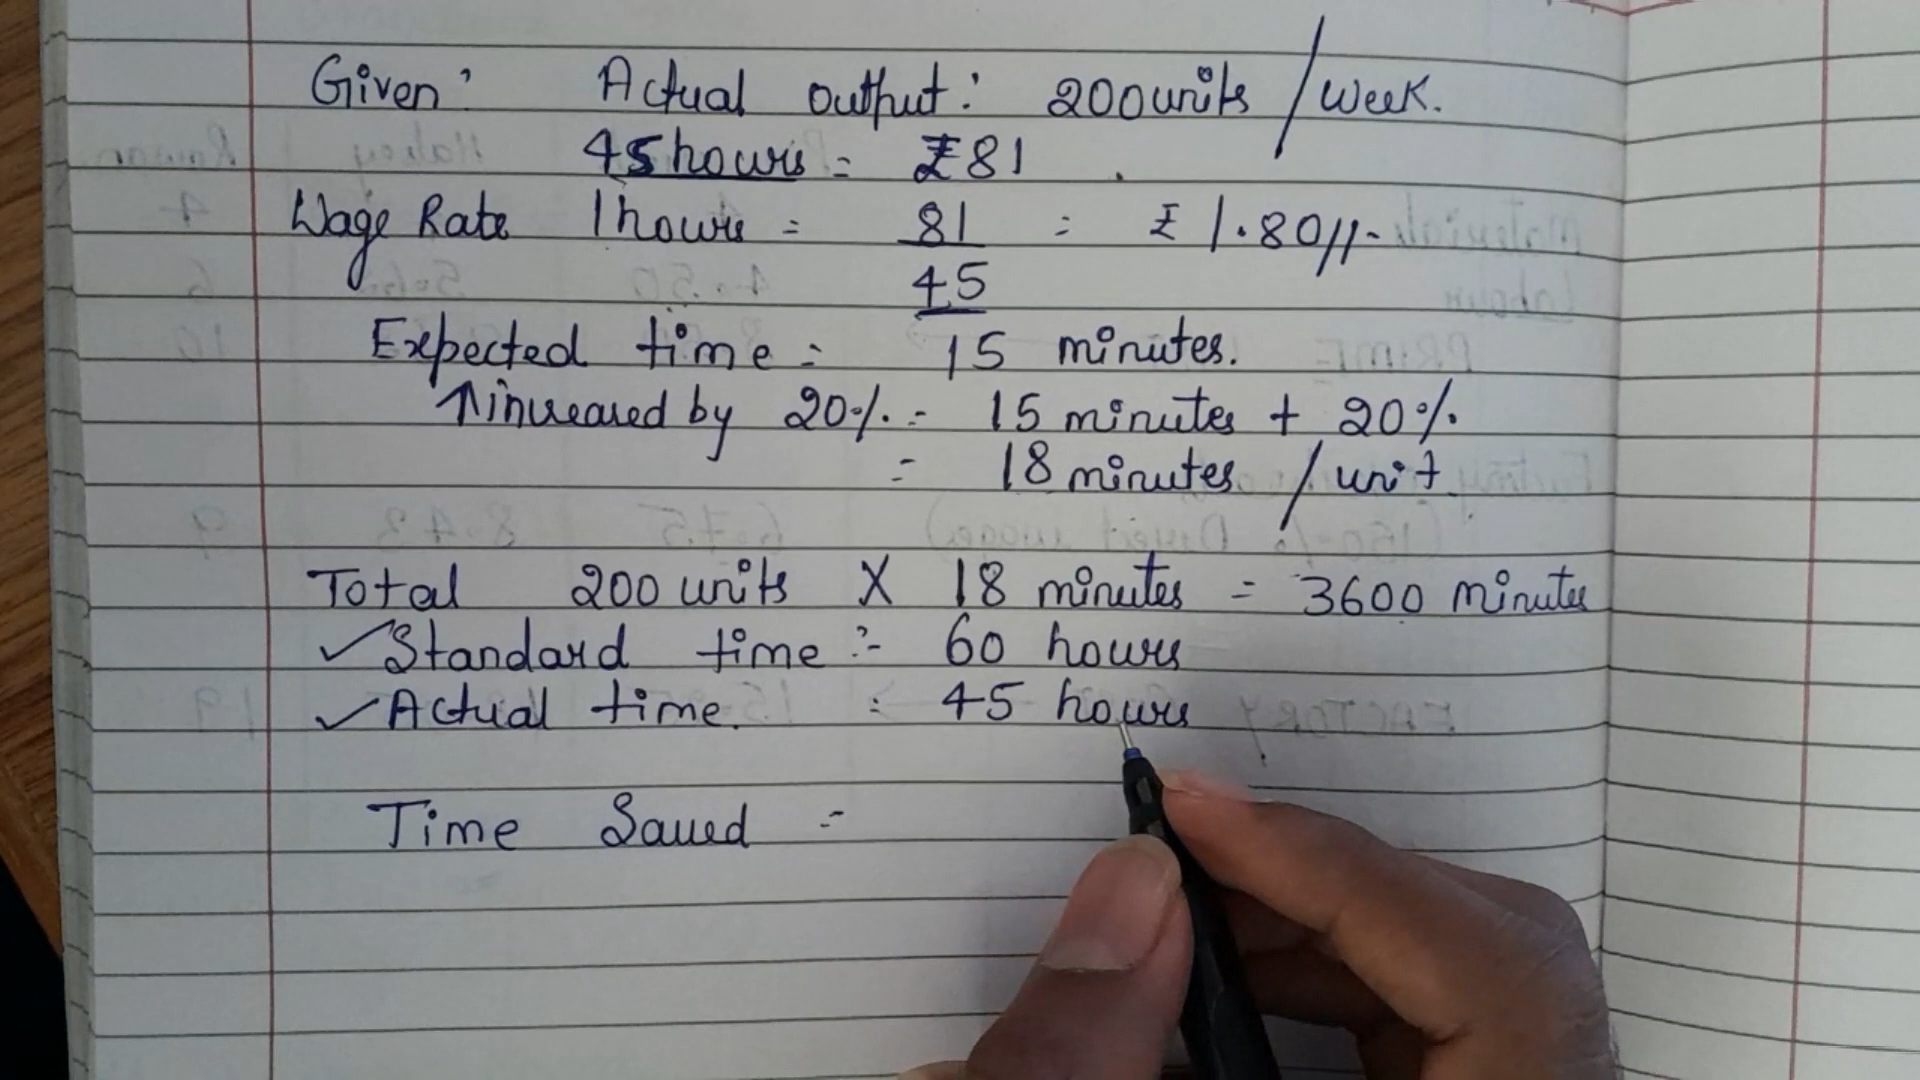 Given: Actual output: 200 units / week.
45 hours = ₹81
Wage Rate 1 hours = 81 = ₹ 1.80//-
45
Expected time = 15 minutes.
↑ increased by 20% = 15 minutes + 20%
= 18 minutes / unit
Total 200 units X 18 minutes = 3600 minutes
✓ Standard time :- 60 hours
✓ Actual time. : 45 hours
Time Saved =